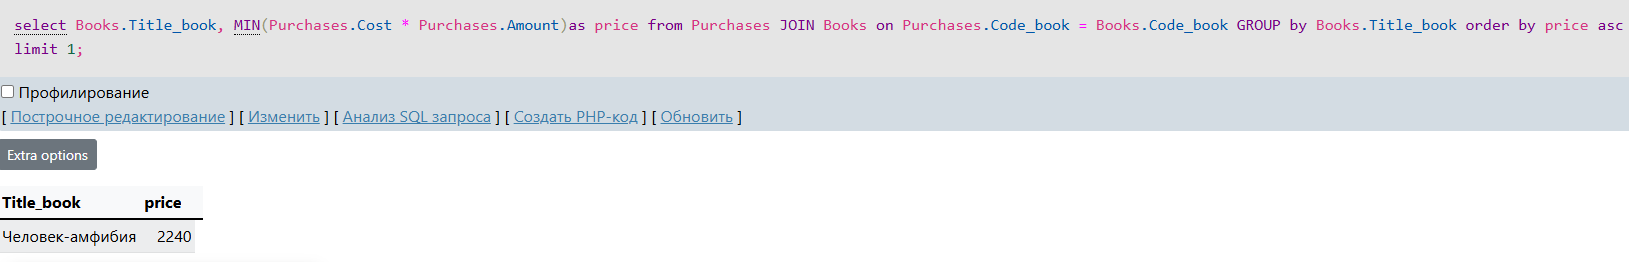 select Books.Title_book, MIN(Purchases.Cost * Purchases.Amount)as price from Purchases JOIN Books on Purchases.Code_book = Books.Code_book GROUP by Books.Title_book order by price asc
limit 1;
Профилирование
[ Построчное редактирование ] [ Изменить ] [ Анализ SQL запроса ] [ Создать PHP-код ] [ Обновить ]
Extra options
Title_book price
Человек-амфибия 2240